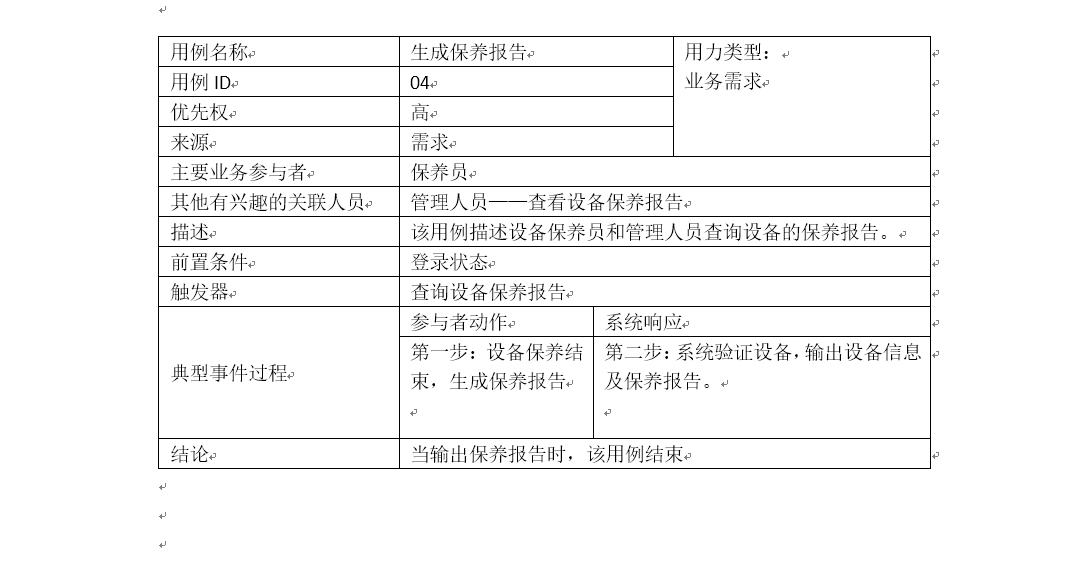 用例名称 生成保养报告 用力类型：
用例 ID 04 业务需求
优先权 高
来源 需求
主要业务参与者 保养员
其他有兴趣的关联人员 管理人员——查看设备保养报告
描述 该用例描述设备保养员和管理人员查询设备的保养报告。
前置条件 登录状态
触发器 查询设备保养报告
典型事件过程
参与者动作 系统响应
第一步：设备保养结
束，生成保养报告
第二步：系统验证设备，输出设备信息
及保养报告。
结论 当输出保养报告时，该用例结束